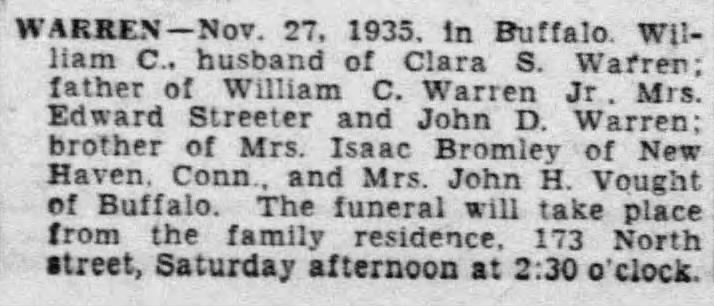 WARREN—Nov. 27, 1935, in Buffalo. Wil-
liam C., husband of Clara S. Warren;
father of William C. Warren Jr., Mrs.
Edward Streeter and John D. Warren;
brother of Mrs. Isaac Bromley of New
Haven, Conn., and Mrs. John H. Vought
of Buffalo. The funeral will take place
from the family residence, 173 North
street, Saturday afternoon at 2:30 o'clock.